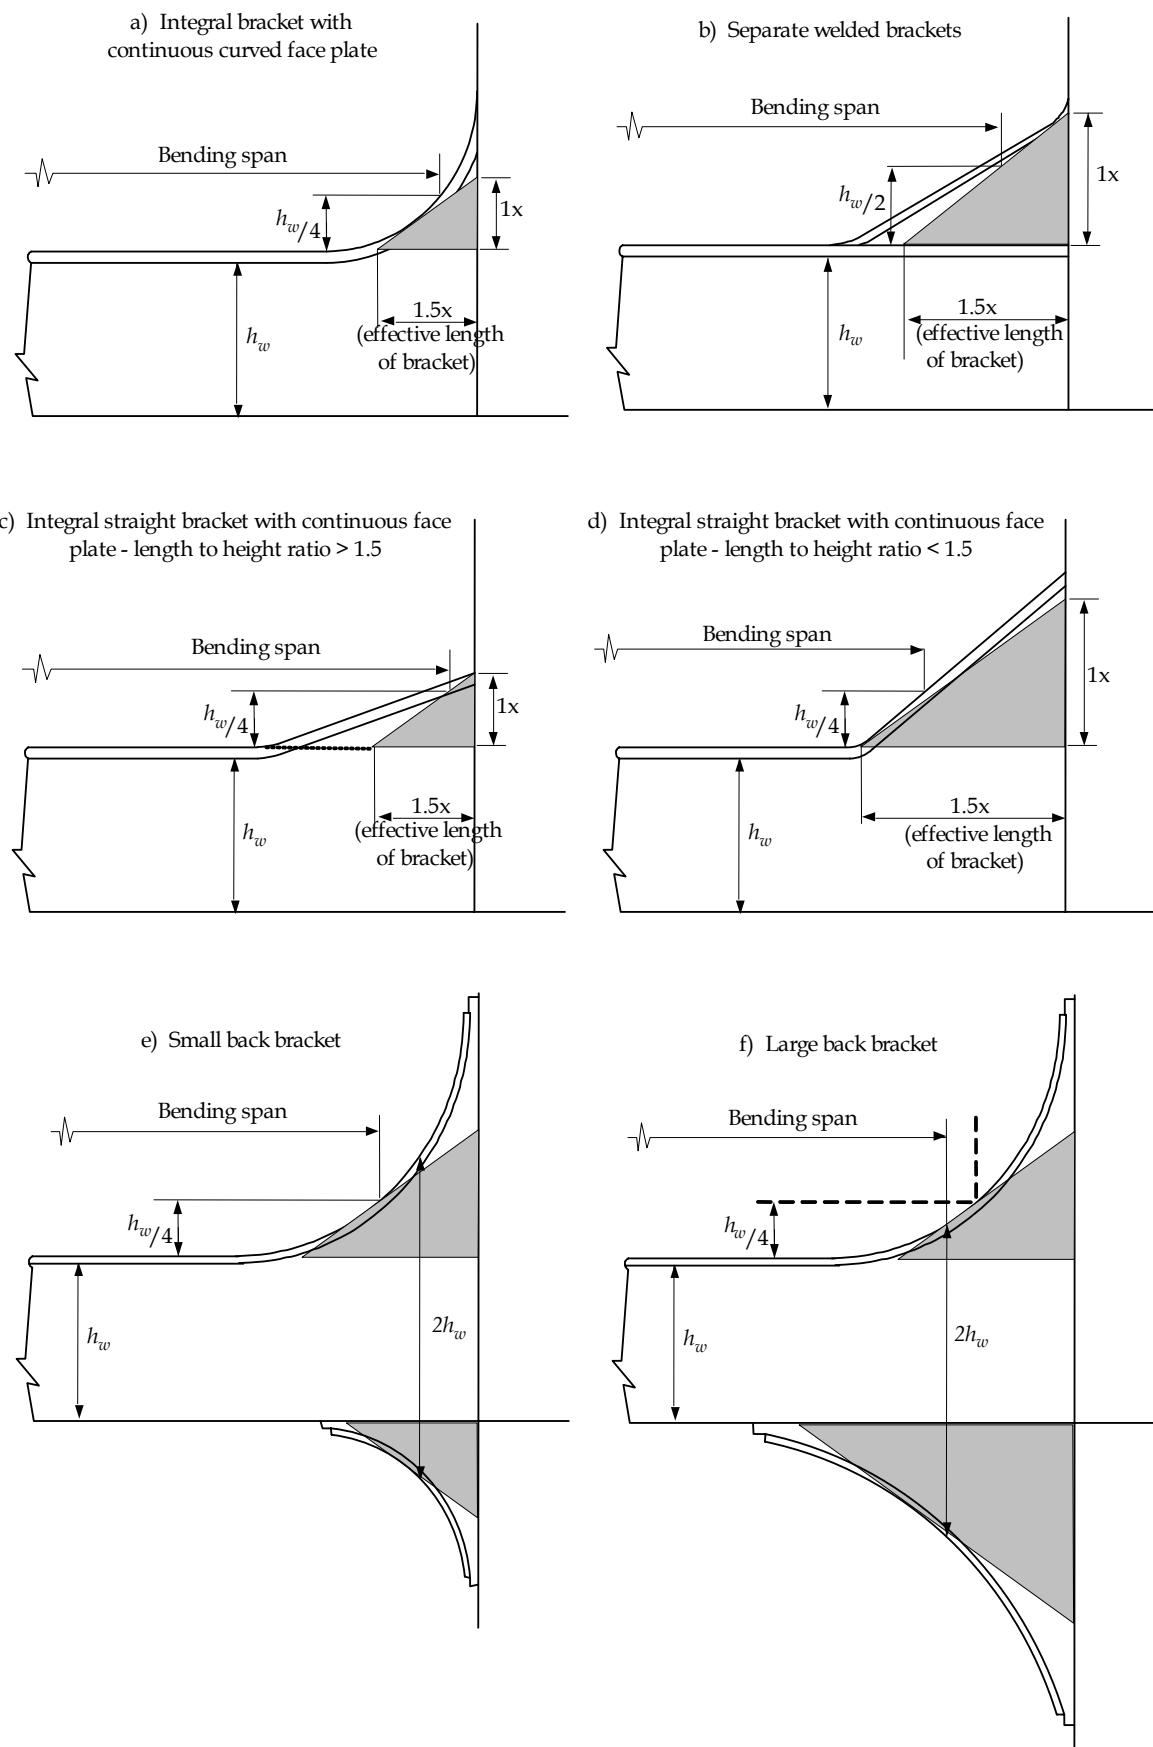 a) Integral bracket with
continuous curved face plate
Bending span
h_w/4
1x
1.5x
(effective length
of bracket)
h_w
b) Separate welded brackets
Bending span
h_w/2
1x
1.5x
(effective length
of bracket)
h_w
c) Integral straight bracket with continuous face
plate - length to height ratio > 1.5
Bending span
h_w/4
1x
1.5x
(effective length
of bracket)
h_w
d) Integral straight bracket with continuous face
plate - length to height ratio < 1.5
Bending span
h_w/4
1x
1.5x
(effective length
of bracket)
h_w
e) Small back bracket
Bending span
h_w/4
h_w
2h_w
f) Large back bracket
Bending span
h_w/4
h_w
2h_w